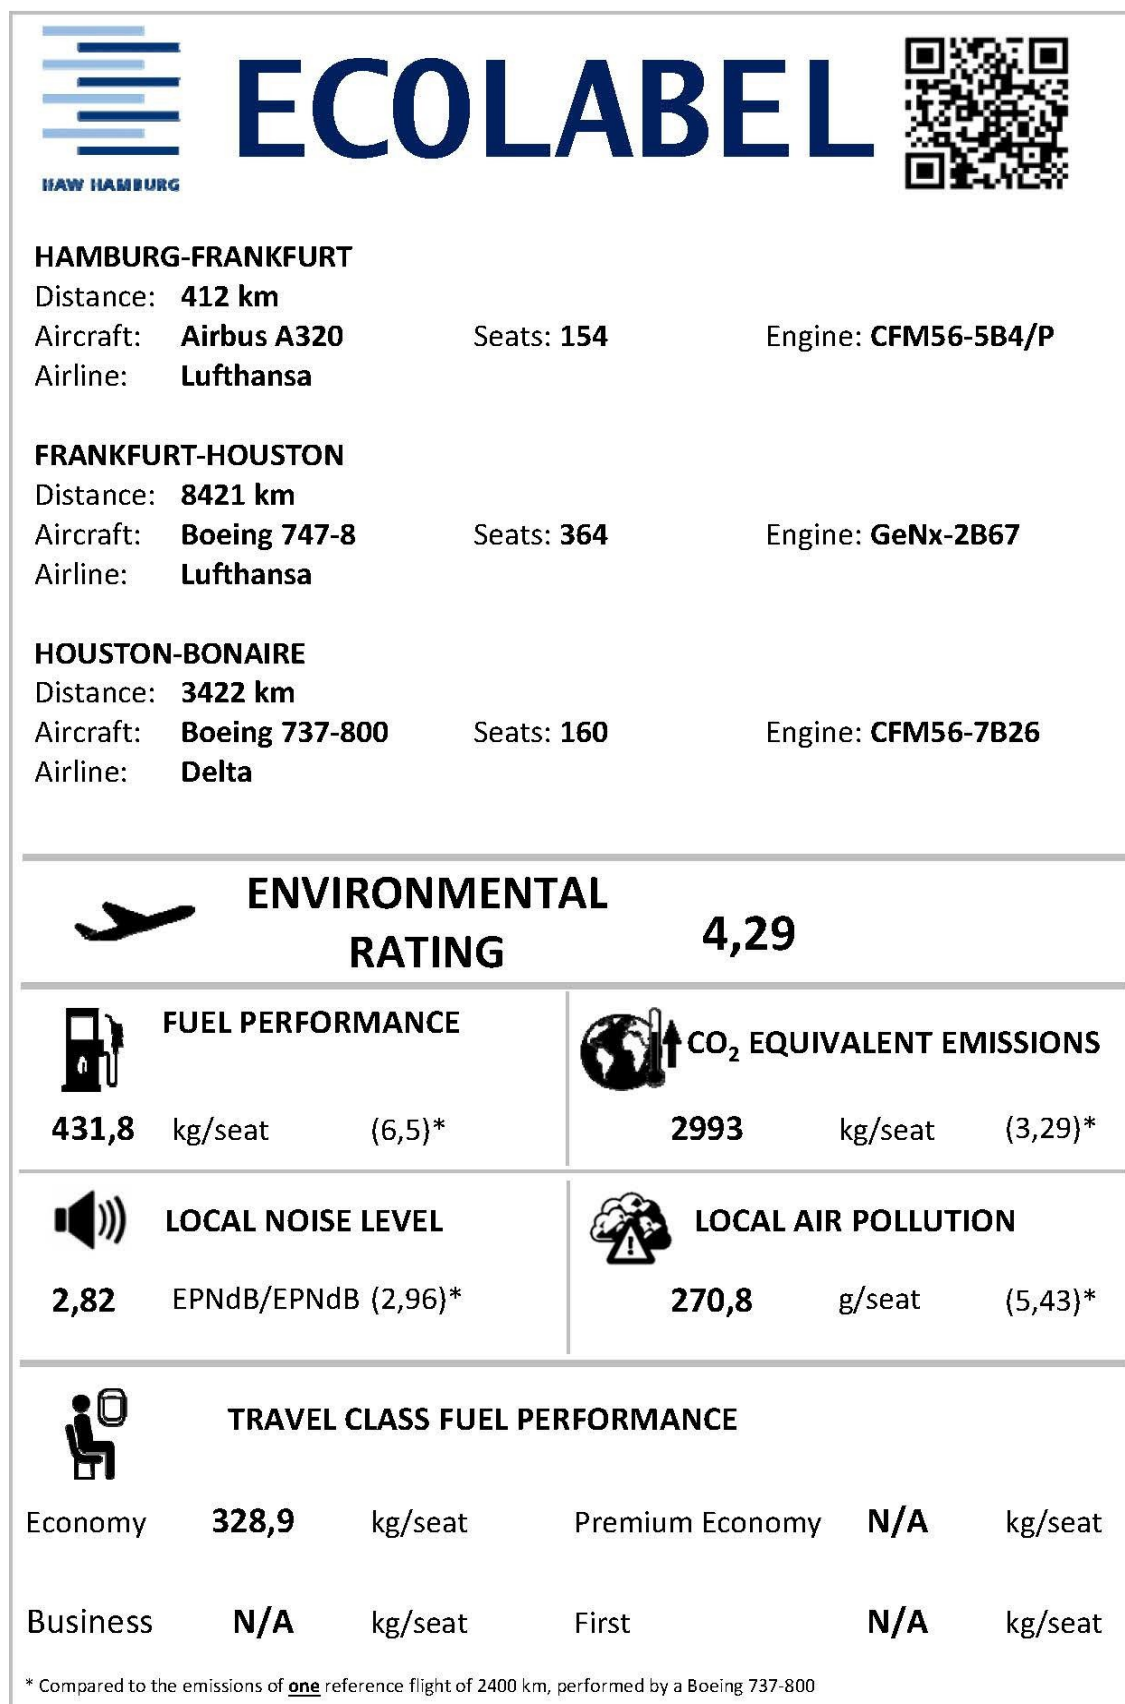 ECOLABEL
HAW HAMBURG
HAMBURG-FRANKFURT
Distance: 412 km
Aircraft: Airbus A320 Seats: 154 Engine: CFM56-5B4/P
Airline: Lufthansa
FRANKFURT-HOUSTON
Distance: 8421 km
Aircraft: Boeing 747-8 Seats: 364 Engine: GeNx-2B67
Airline: Lufthansa
HOUSTON-BONAIRE
Distance: 3422 km
Aircraft: Boeing 737-800 Seats: 160 Engine: CFM56-7B26
Airline: Delta
ENVIRONMENTAL
RATING
4,29
FUEL PERFORMANCE
431,8 kg/seat (6,5)*
CO₂ EQUIVALENT EMISSIONS
2993 kg/seat (3,29)*
LOCAL NOISE LEVEL
2,82 EPNdB/EPNdB (2,96)*
LOCAL AIR POLLUTION
270,8 g/seat (5,43)*
TRAVEL CLASS FUEL PERFORMANCE
Economy 328,9 kg/seat Premium Economy N/A kg/seat
Business N/A kg/seat First N/A kg/seat
* Compared to the emissions of one reference flight of 2400 km, performed by a Boeing 737-800